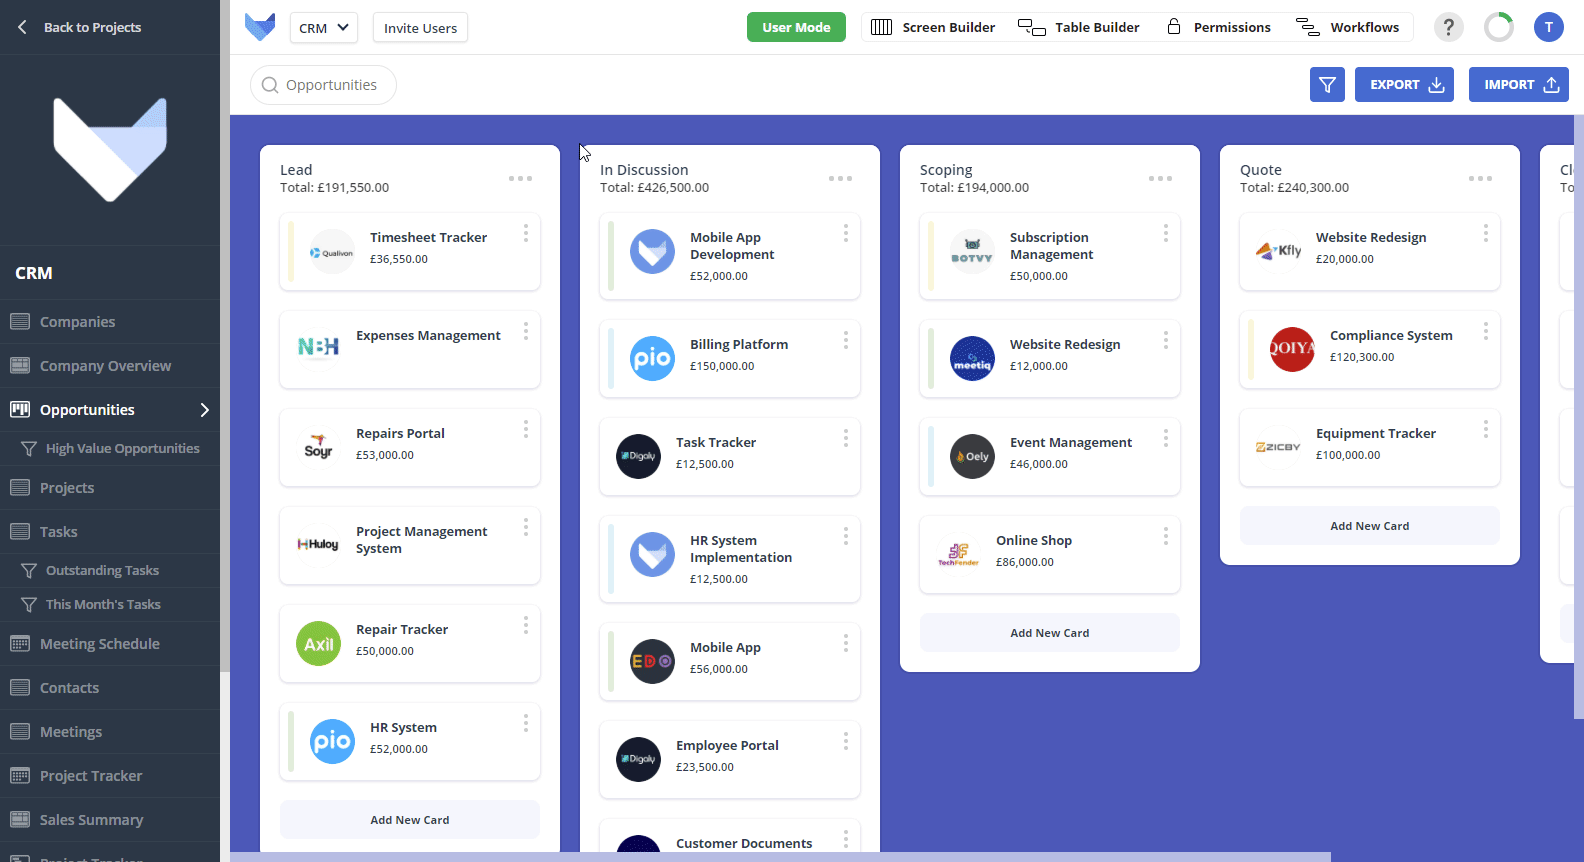 Back to Projects
CRM
Companies
Company Overview
Opportunities
High Value Opportunities
Projects
Tasks
Outstanding Tasks
This Month's Tasks
Meeting Schedule
Contacts
Meetings
Project Tracker
Sales Summary
Project Tracker
CRM
Invite Users
User Mode
Screen Builder
Table Builder
Permissions
Workflows
?
T
Opportunities
EXPORT
IMPORT
Lead
Total: £191,550.00
Qualivon
Timesheet Tracker
£36,550.00
NBH
Expenses Management
Soyr
Repairs Portal
£53,000.00
Huloy
Project Management
System
Axil
Repair Tracker
£50,000.00
pio
HR System
£52,000.00
Add New Card
In Discussion
Total: £426,500.00
Mobile App
Development
£52,000.00
pio
Billing Platform
£150,000.00
Digaly
Task Tracker
£12,500.00
HR System
Implementation
£12,500.00
EDO
Mobile App
£56,000.00
Digaly
Employee Portal
£23,500.00
Customer Documents
Scoping
Total: £194,000.00
BOTVY
Subscription
Management
£50,000.00
meetiq
Website Redesign
£12,000.00
Oely
Event Management
£46,000.00
TechFender
Online Shop
£86,000.00
Add New Card
Quote
Total: £240,300.00
Kfly
Website Redesign
£20,000.00
QOIYA
Compliance System
£120,300.00
ZICBY
Equipment Tracker
£100,000.00
Add New Card